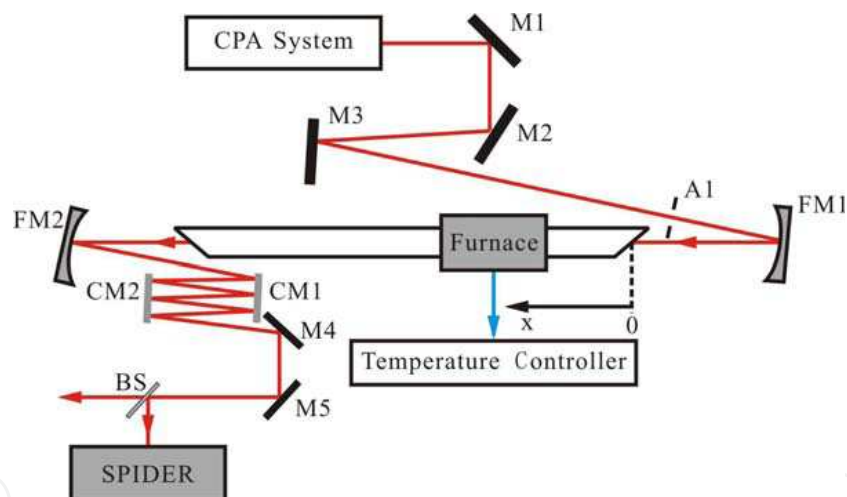 M1
CPA System
M3
M2
A1
FM1
FM2
Furnace
CM2
CM1
M4
x
0
Temperature Controller
BS
M5
SPIDER